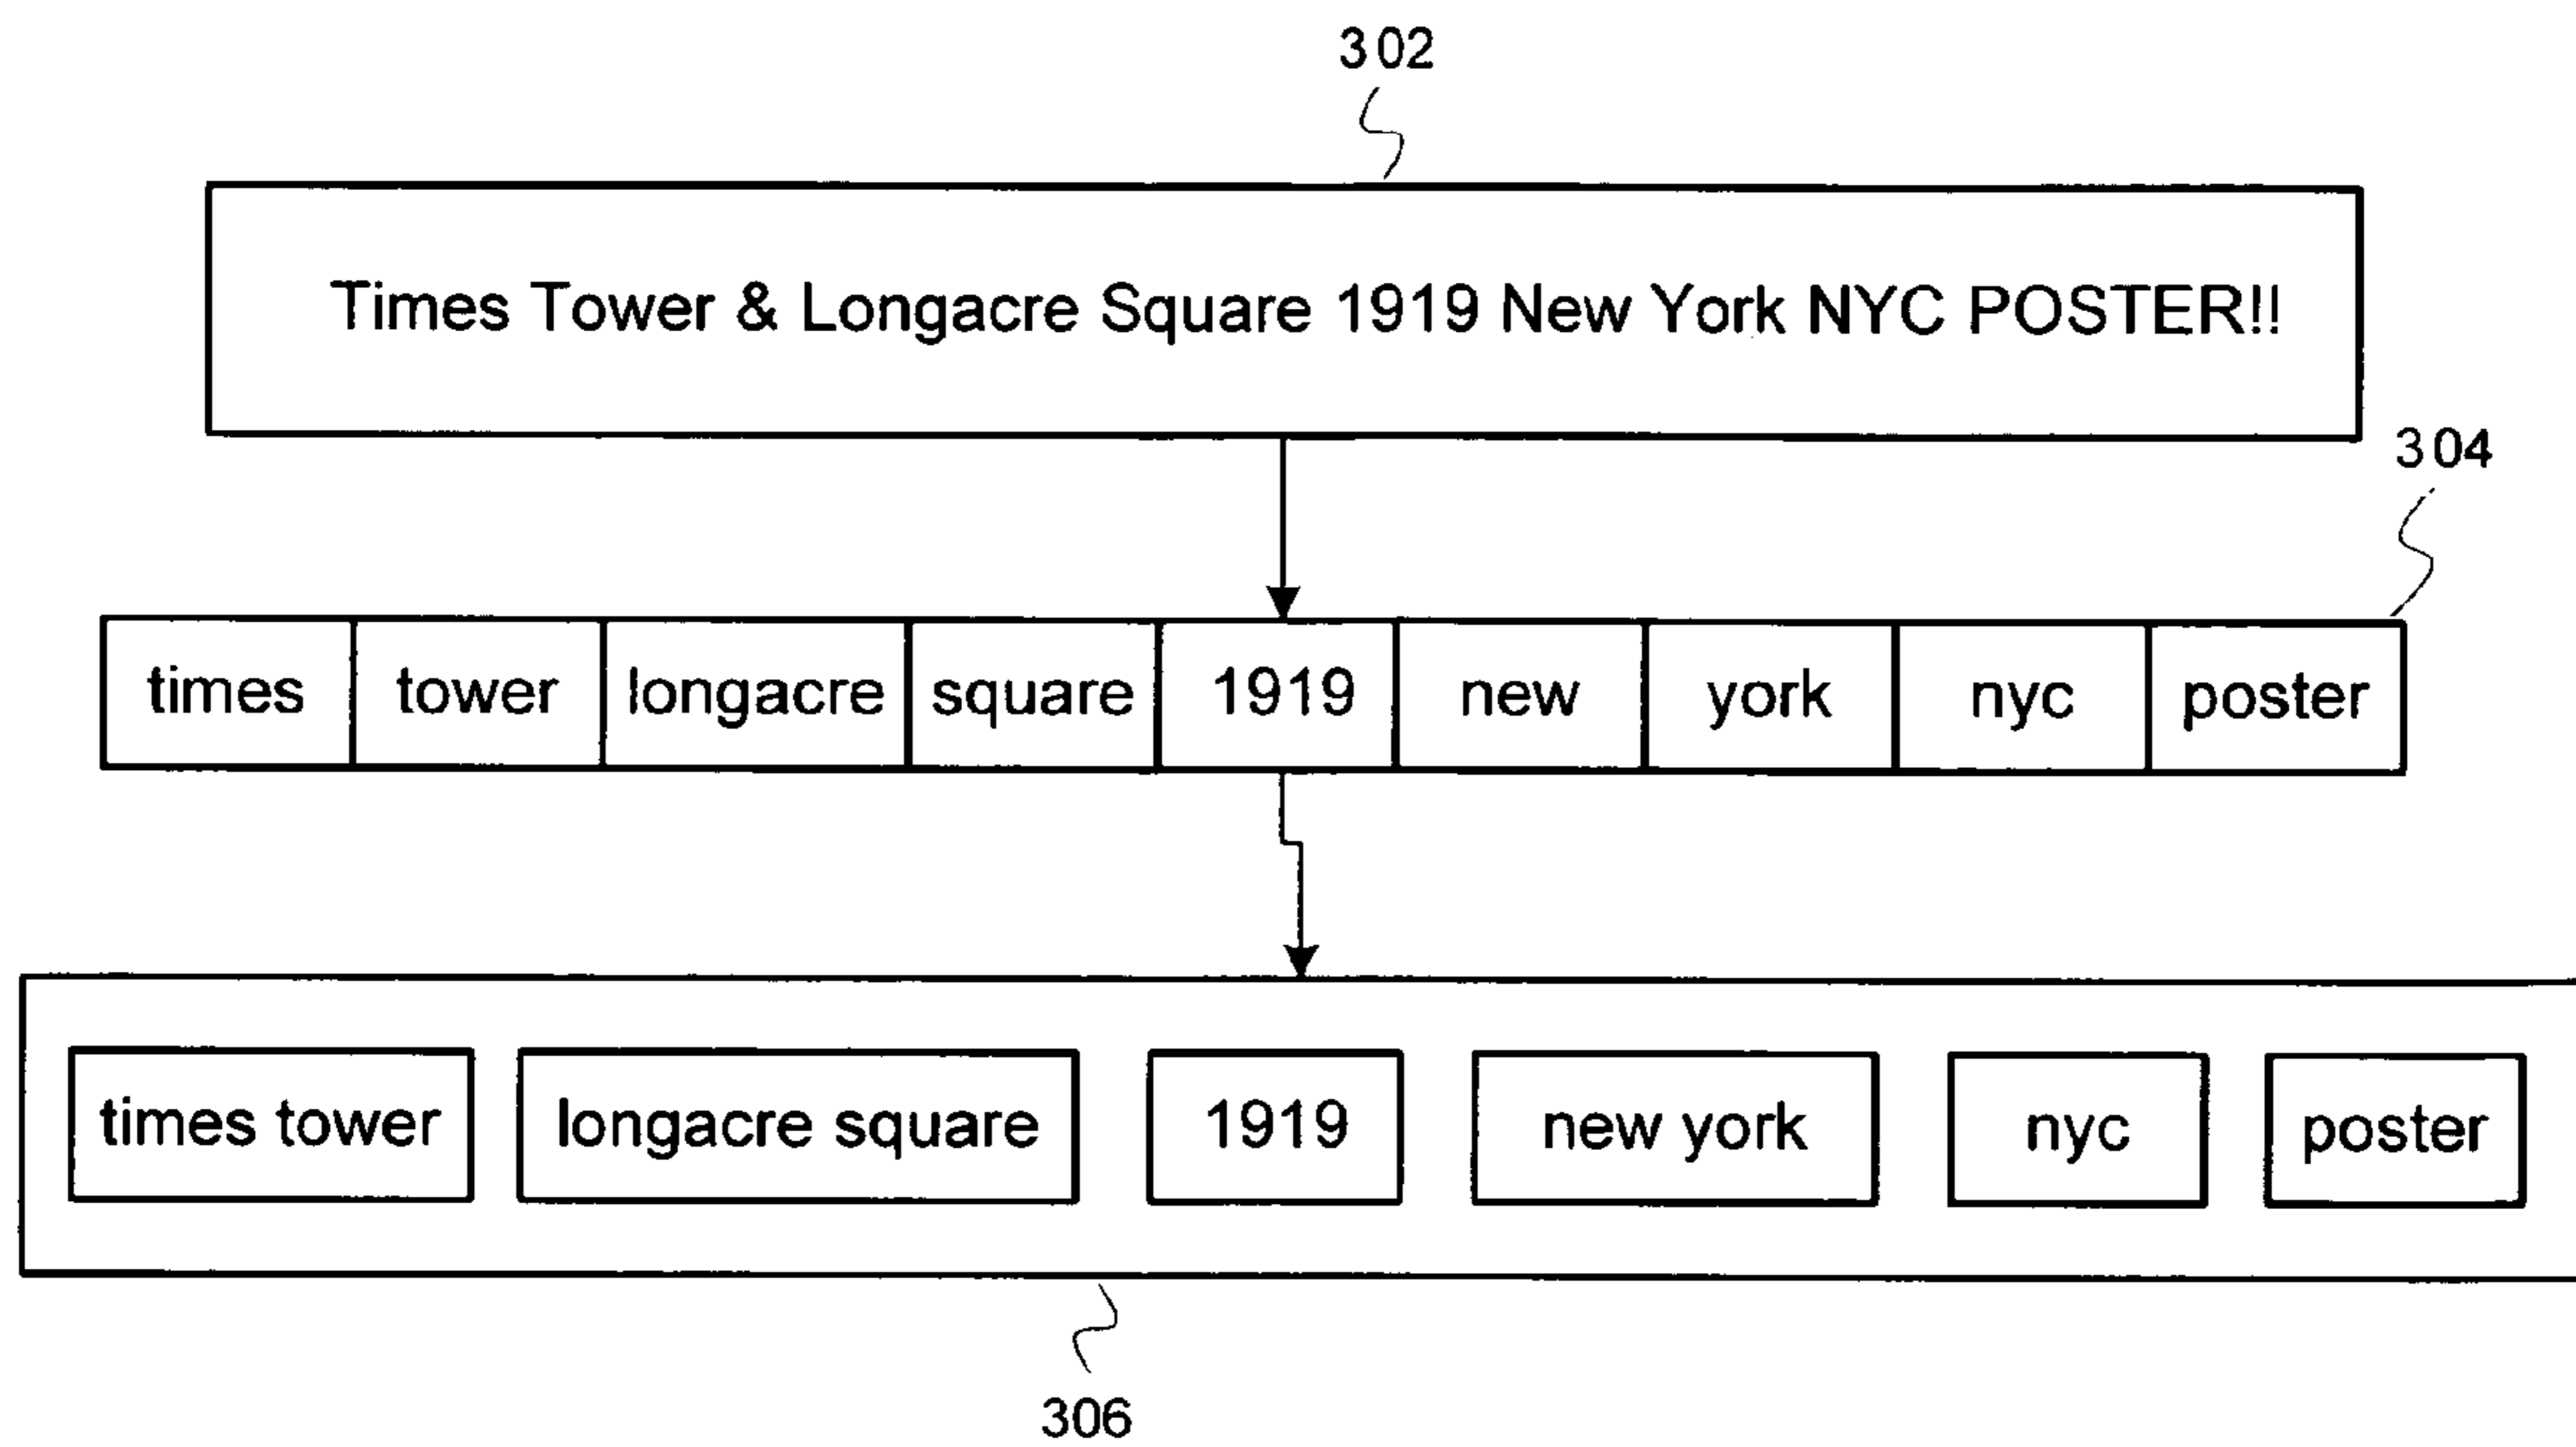 302
Times Tower & Longacre Square 1919 New York NYC POSTER!!
304
times tower longacre square 1919 new york nyc poster
times tower longacre square 1919 new york nyc poster
306